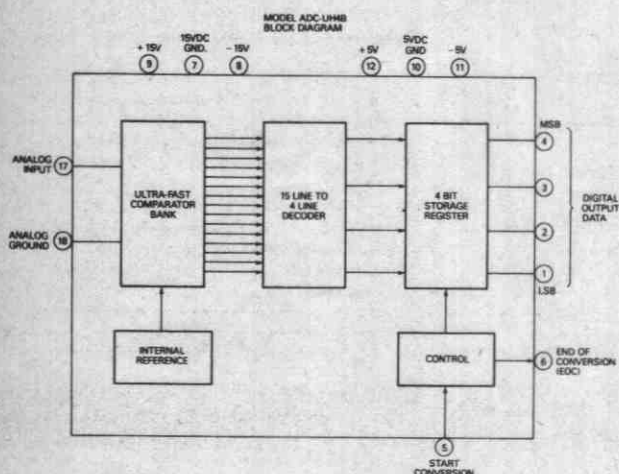 MODEL ADC-UH4B
BLOCK DIAGRAM
+ 15V
15VDC
GND.
- 15V
+ 5V
5VDC
GND
- 5V
9
7
8
12
10
11
MSB
ANALOG
INPUT
17
ULTRA-FAST
COMPARATOR
BANK
15 LINE TO
4 LINE
DECODER
4 BIT
STORAGE
REGISTER
4
3
2
1
DIGITAL
OUTPUT
DATA
ANALOG
GROUND
18
LSB
INTERNAL
REFERENCE
CONTROL
6
END OF
CONVERSION
(EOC)
5
START
CONVERSION